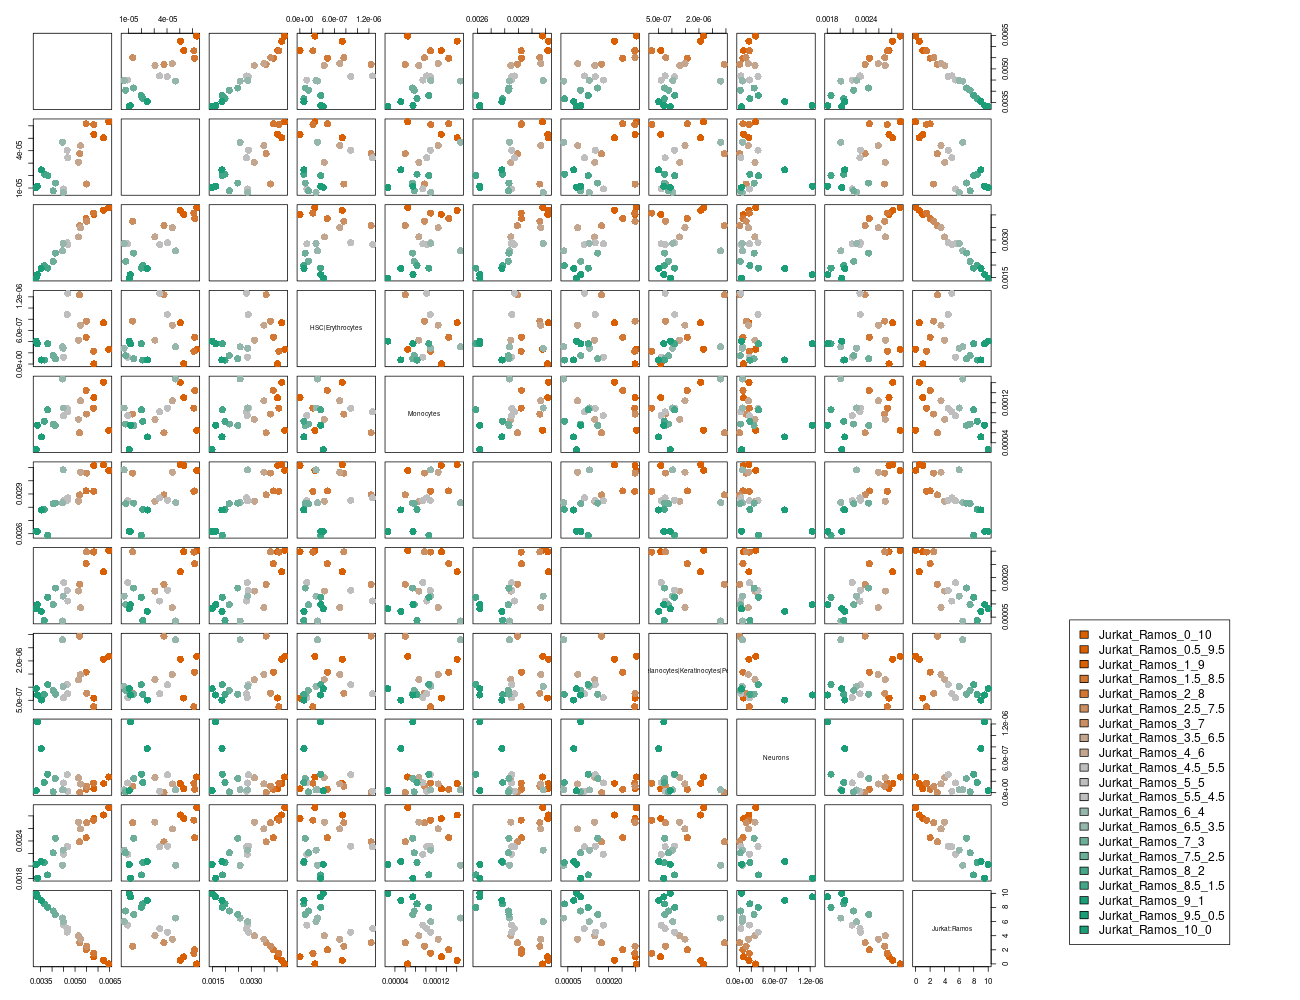 1e-05 4e-05 0.0e+00 6.0e-07 1.2e-06 0.0026 0.0029 5.0e-07 2.0e-06 0.0018 0.0024
0.0035 0.0050 0.0065
1e-05 4e-05
0.0015 0.0030
0.0e+00 6.0e-07 1.2e-06
HSC|Erythrocytes
Monocytes
0.00004 0.00012
0.0026 0.0029
0.00005 0.00020
5.0e-07 2.0e-06
lanocytes|Keratinocytes|P
Neurons
0.0e+00 6.0e-07 1.2e-06
0.0018 0.0024
Jurkat:Ramos
0 2 4 6 8 10
0.0035 0.0050 0.0065 0.0015 0.0030 0.00004 0.00012 0.00005 0.00020 0.0e+00 6.0e-07 1.2e-06 0 2 4 6 8 10
Jurkat_Ramos_0_10
Jurkat_Ramos_0.5_9.5
Jurkat_Ramos_1_9
Jurkat_Ramos_1.5_8.5
Jurkat_Ramos_2_8
Jurkat_Ramos_2.5_7.5
Jurkat_Ramos_3_7
Jurkat_Ramos_3.5_6.5
Jurkat_Ramos_4_6
Jurkat_Ramos_4.5_5.5
Jurkat_Ramos_5_5
Jurkat_Ramos_5.5_4.5
Jurkat_Ramos_6_4
Jurkat_Ramos_6.5_3.5
Jurkat_Ramos_7_3
Jurkat_Ramos_7.5_2.5
Jurkat_Ramos_8_2
Jurkat_Ramos_8.5_1.5
Jurkat_Ramos_9_1
Jurkat_Ramos_9.5_0.5
Jurkat_Ramos_10_0